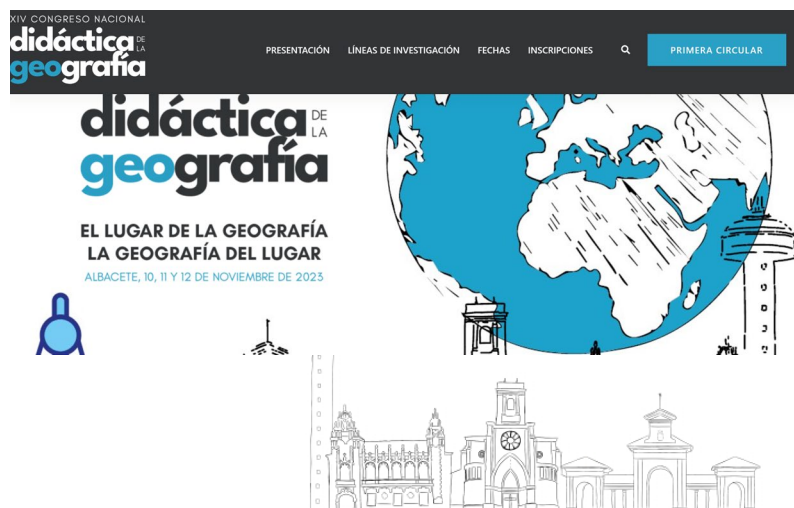 XIV CONGRESO NACIONAL
didáctica DE LA
geografía
PRESENTACIÓN LÍNEAS DE INVESTIGACIÓN FECHAS INSCRIPCIONES PRIMERA CIRCULAR
didáctica DE LA
geografía
EL LUGAR DE LA GEOGRAFÍA
LA GEOGRAFÍA DEL LUGAR
ALBACETE, 10, 11 Y 12 DE NOVIEMBRE DE 2023